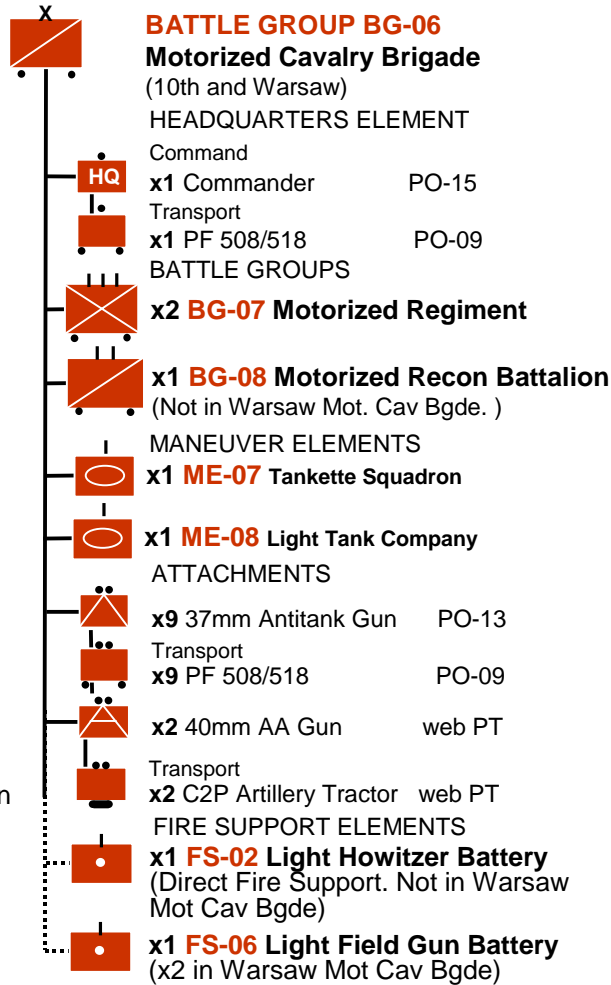 X
BATTLE GROUP BG-06
Motorized Cavalry Brigade
(10th and Warsaw)
HEADQUARTERS ELEMENT
Command
HQ
x1 Commander PO-15
Transport
x1 PF 508/518 PO-09
BATTLE GROUPS
x2 BG-07 Motorized Regiment
x1 BG-08 Motorized Recon Battalion
(Not in Warsaw Mot. Cav Bgde. )
MANEUVER ELEMENTS
x1 ME-07 Tankette Squadron
x1 ME-08 Light Tank Company
ATTACHMENTS
x9 37mm Antitank Gun PO-13
Transport
x9 PF 508/518 PO-09
x2 40mm AA Gun web PT
Transport
x2 C2P Artillery Tractor web PT
n
FIRE SUPPORT ELEMENTS
x1 FS-02 Light Howitzer Battery
(Direct Fire Support. Not in Warsaw
Mot Cav Bgde)
x1 FS-06 Light Field Gun Battery
(x2 in Warsaw Mot Cav Bgde)